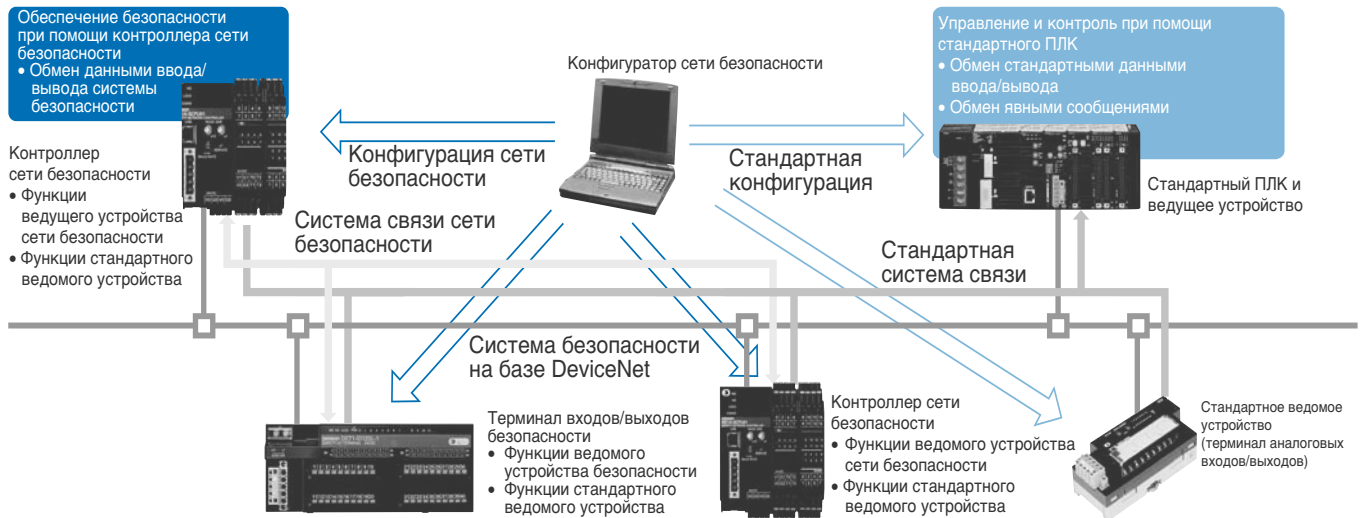 Обеспечение безопасности
при помощи контроллера сети
безопасности
• Обмен данными ввода/
вывода системы
безопасности
Конфигуратор сети безопасности
Управление и контроль при помощи
стандартного ПЛК
• Обмен стандартными данными
ввода/вывода
• Обмен явными сообщениями
Контроллер
сети безопасности
• Функции
ведущего устройства
сети безопасности
• Функции стандартного
ведомого устройства
Конфигурация сети
безопасности
Стандартная
конфигурация
Стандартный ПЛК и
ведущее устройство
Система связи сети
безопасности
Стандартная
система связи
Система безопасности
на базе DeviceNet
Терминал входов/выходов
безопасности
• Функции ведомого
устройства безопасности
• Функции стандартного
ведомого устройства
Контроллер сети
безопасности
• Функции ведомого устройства
сети безопасности
• Функции стандартного
ведомого устройства
Стандартное ведомое
устройство
(терминал аналоговых
входов/выходов)